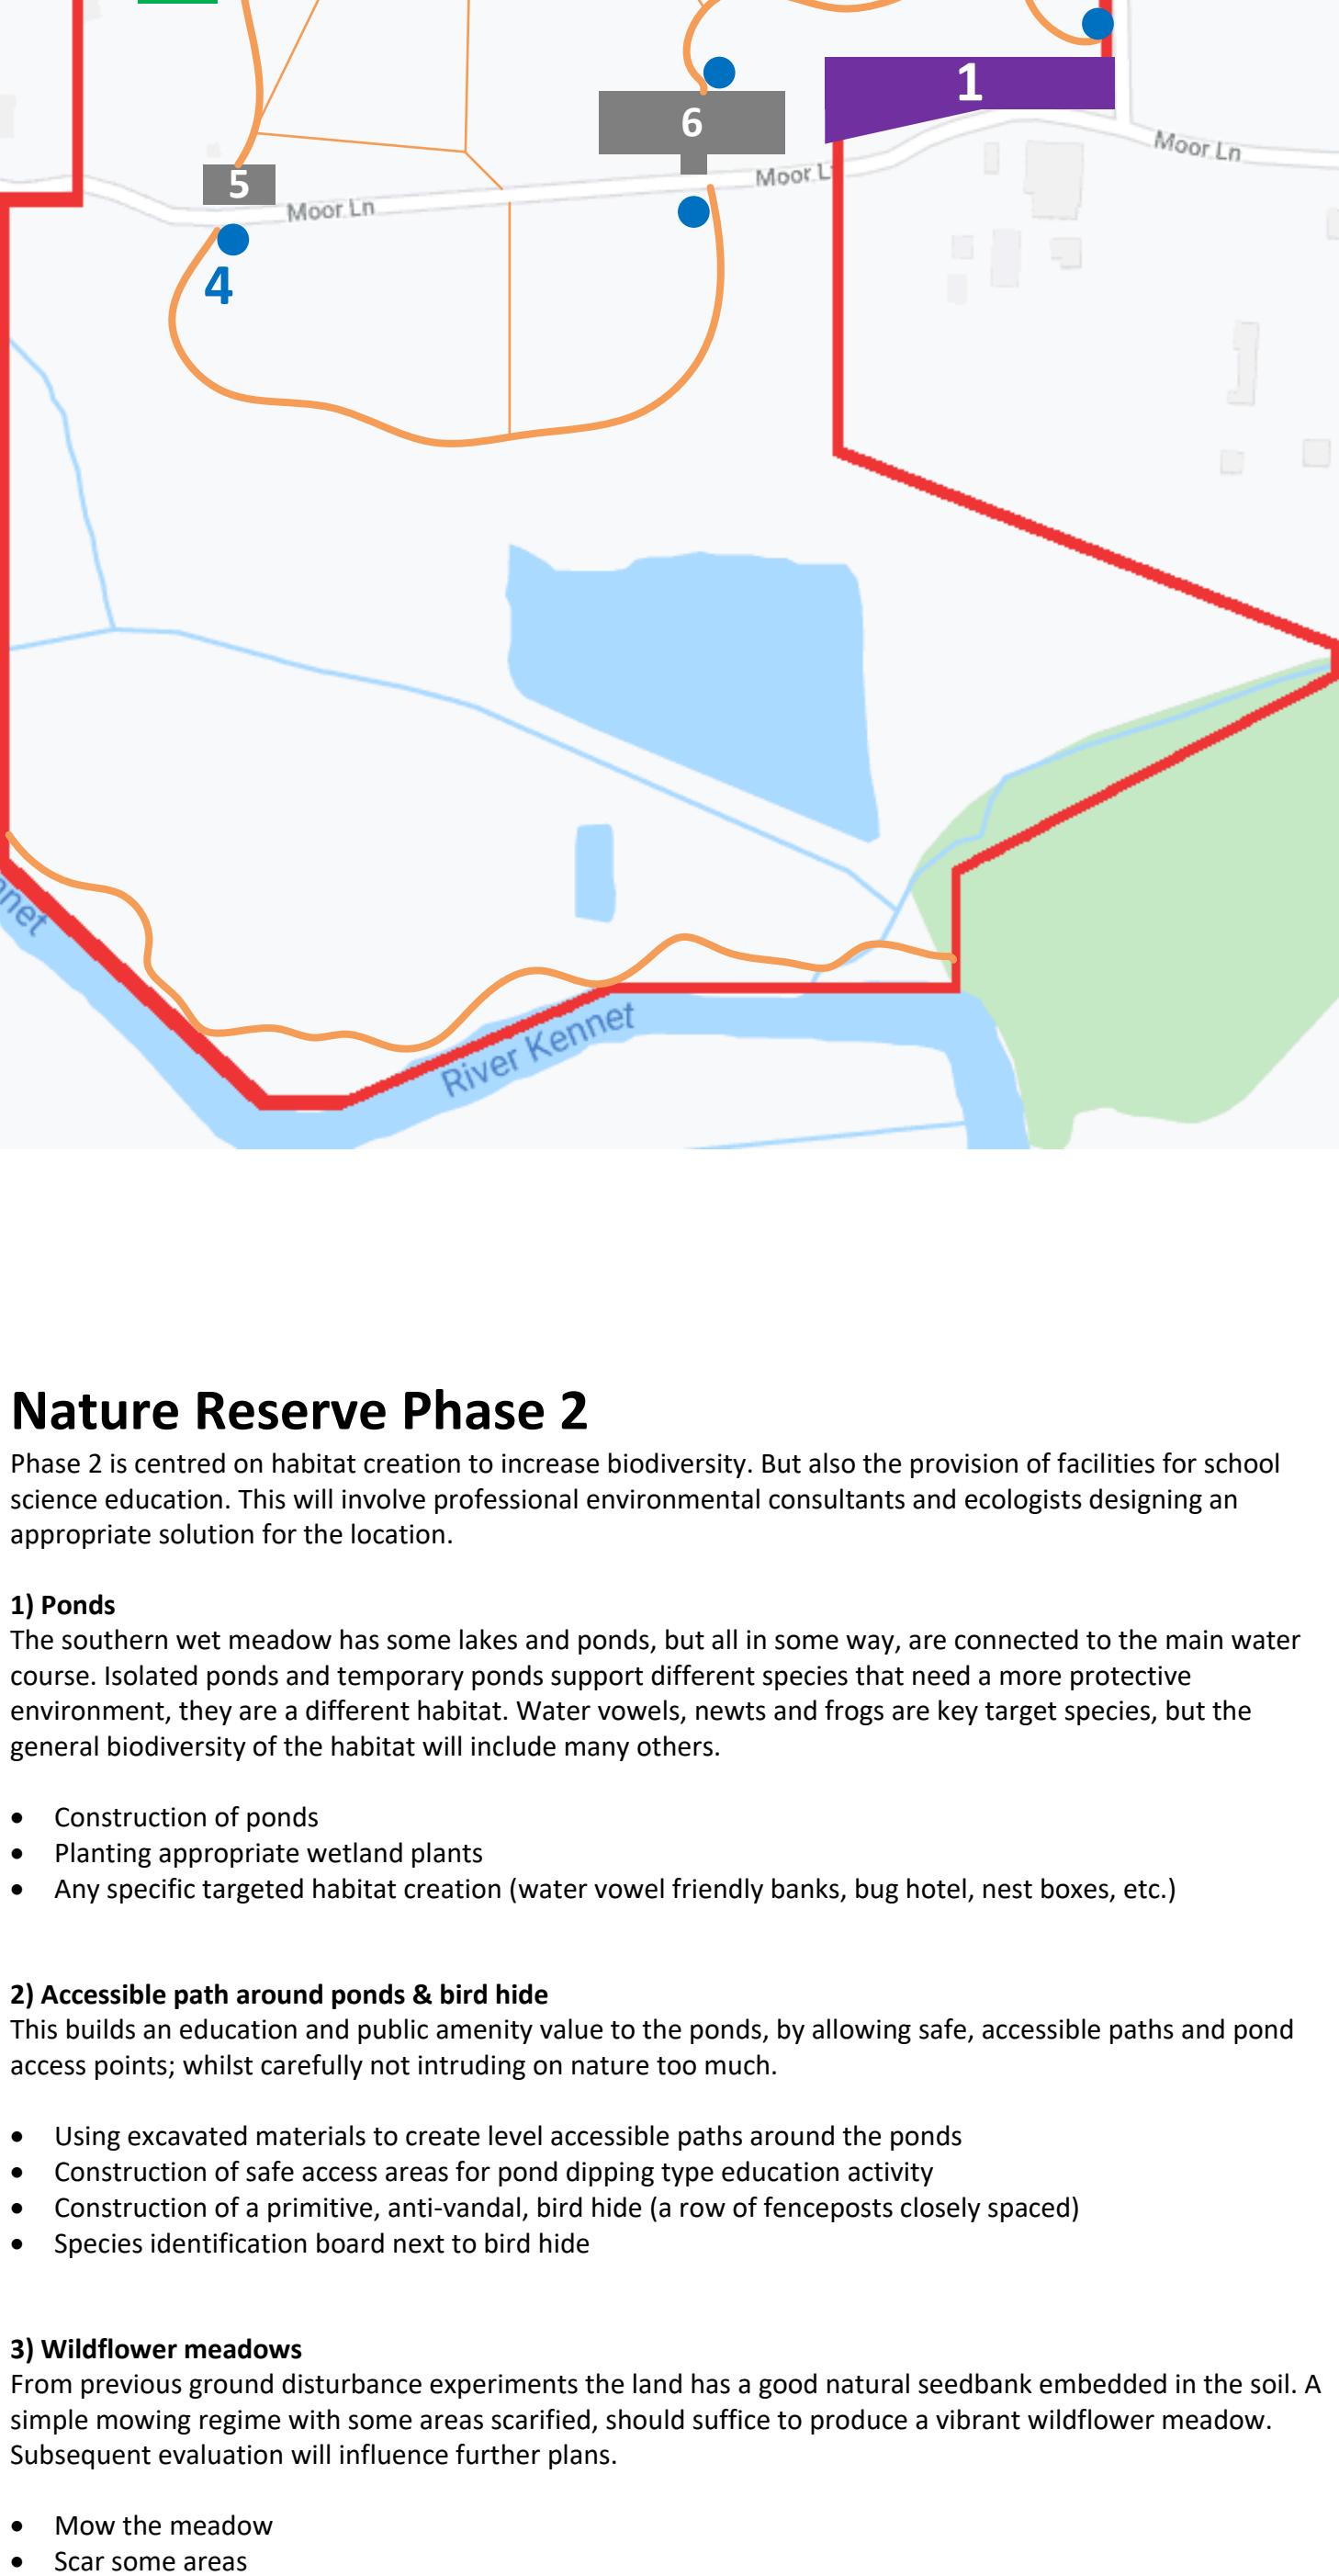 1
6
Moor Ln
5
Moor L
Moor Ln
4
nnet
River Kennet
Nature Reserve Phase 2
Phase 2 is centred on habitat creation to increase biodiversity. But also the provision of facilities for school
science education. This will involve professional environmental consultants and ecologists designing an
appropriate solution for the location.
1) Ponds
The southern wet meadow has some lakes and ponds, but all in some way, are connected to the main water
course. Isolated ponds and temporary ponds support different species that need a more protective
environment, they are a different habitat. Water vowels, newts and frogs are key target species, but the
general biodiversity of the habitat will include many others.
• Construction of ponds
• Planting appropriate wetland plants
• Any specific targeted habitat creation (water vowel friendly banks, bug hotel, nest boxes, etc.)
2) Accessible path around ponds & bird hide
This builds an education and public amenity value to the ponds, by allowing safe, accessible paths and pond
access points; whilst carefully not intruding on nature too much.
• Using excavated materials to create level accessible paths around the ponds
• Construction of safe access areas for pond dipping type education activity
• Construction of a primitive, anti-vandal, bird hide (a row of fenceposts closely spaced)
• Species identification board next to bird hide
3) Wildflower meadows
From previous ground disturbance experiments the land has a good natural seedbank embedded in the soil. A
simple mowing regime with some areas scarified, should suffice to produce a vibrant wildflower meadow.
Subsequent evaluation will influence further plans.
• Mow the meadow
• Scar some areas